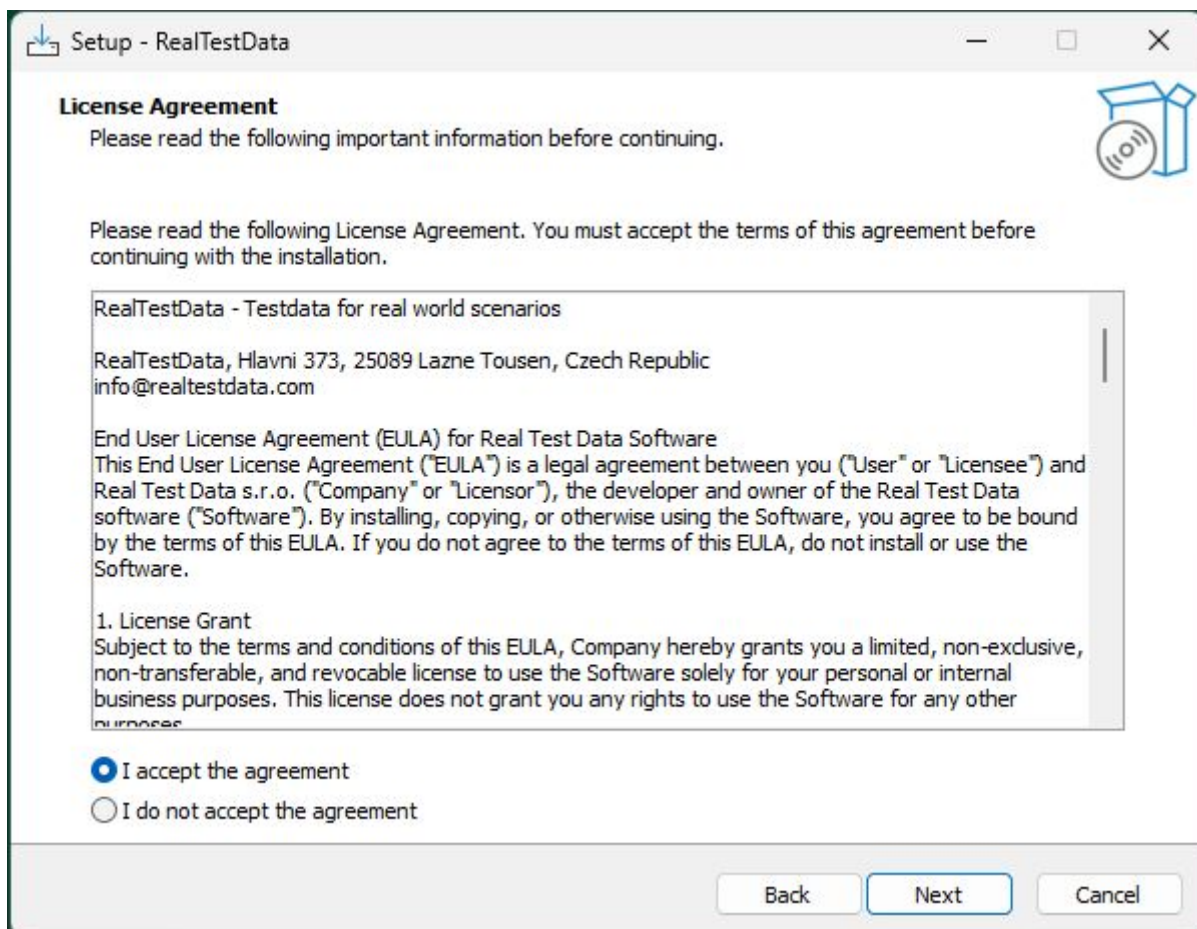 Setup - RealTestData
License Agreement
Please read the following important information before continuing.
Please read the following License Agreement. You must accept the terms of this agreement before
continuing with the installation.
RealTestData - Testdata for real world scenarios
RealTestData, Hlavni 373, 25089 Lazne Tousen, Czech Republic
info@realtestdata.com
End User License Agreement (EULA) for Real Test Data Software
This End User License Agreement ("EULA") is a legal agreement between you ("User" or "Licensee") and
Real Test Data s.r.o. ("Company" or "Licensor"), the developer and owner of the Real Test Data
software ("Software"). By installing, copying, or otherwise using the Software, you agree to be bound
by the terms of this EULA. If you do not agree to the terms of this EULA, do not install or use the
Software.
1. License Grant
Subject to the terms and conditions of this EULA, Company hereby grants you a limited, non-exclusive,
non-transferable, and revocable license to use the Software solely for your personal or internal
business purposes. This license does not grant you any rights to use the Software for any other
purposes
I accept the agreement
I do not accept the agreement
Back
Next
Cancel